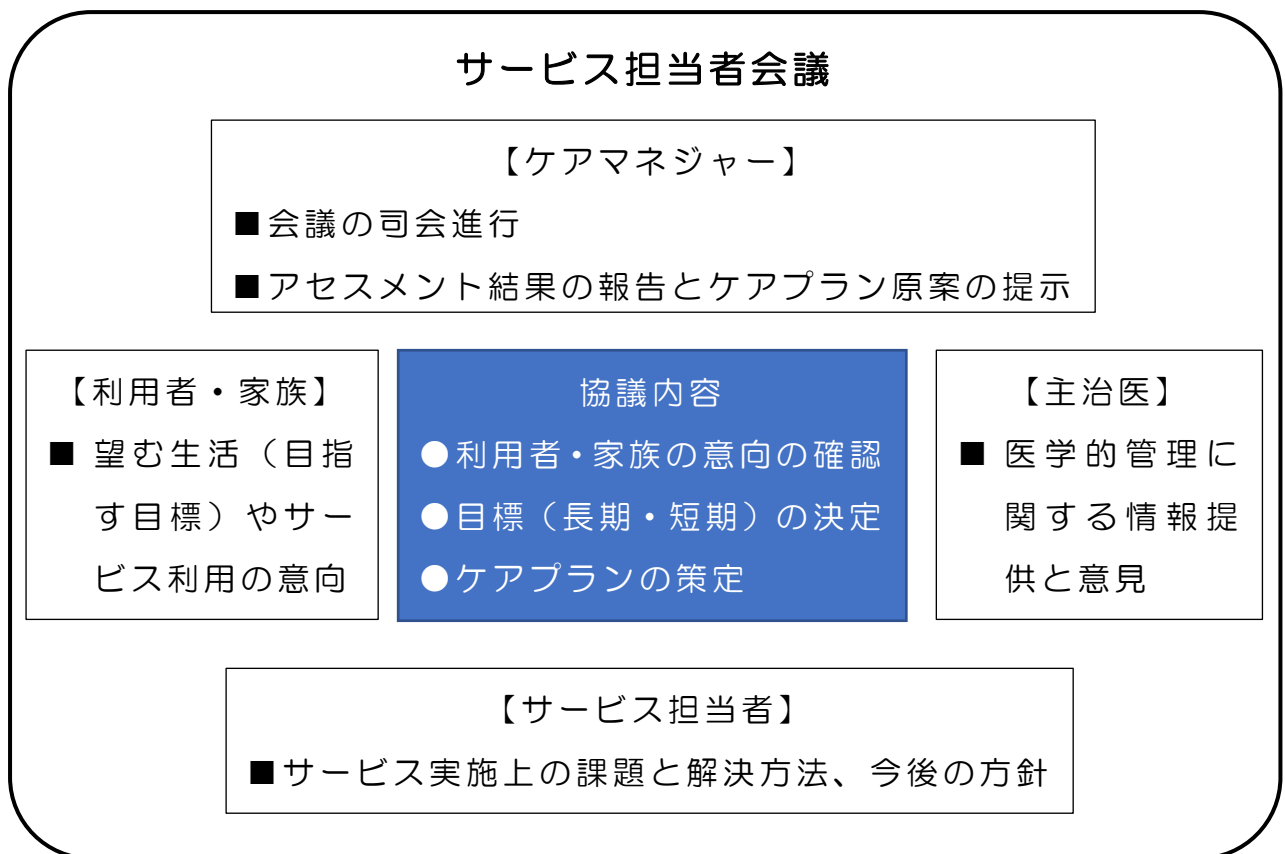 サービス担当者会議
【ケアマネジャー】
■会議の司会進行
■アセスメント結果の報告とケアプラン原案の提示
【利用者・家族】
■ 望む生活（目指
す目標）やサー
ビス利用の意向
協議内容
●利用者・家族の意向の確認
●目標（長期・短期）の決定
●ケアプランの策定
【主治医】
■ 医学的管理に
関する情報提
供と意見
【サービス担当者】
■サービス実施上の課題と解決方法、今後の方針